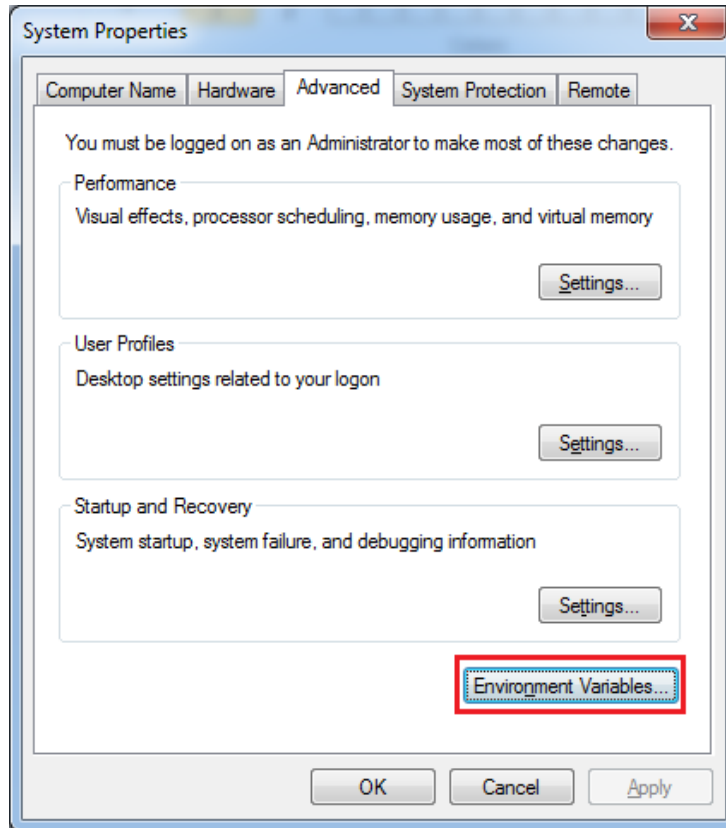 System Properties
Computer Name Hardware Advanced System Protection Remote
You must be logged on as an Administrator to make most of these changes.
Performance
Visual effects, processor scheduling, memory usage, and virtual memory
Settings...
User Profiles
Desktop settings related to your logon
Settings...
Startup and Recovery
System startup, system failure, and debugging information
Settings...
Environment Variables...
OK Cancel Apply